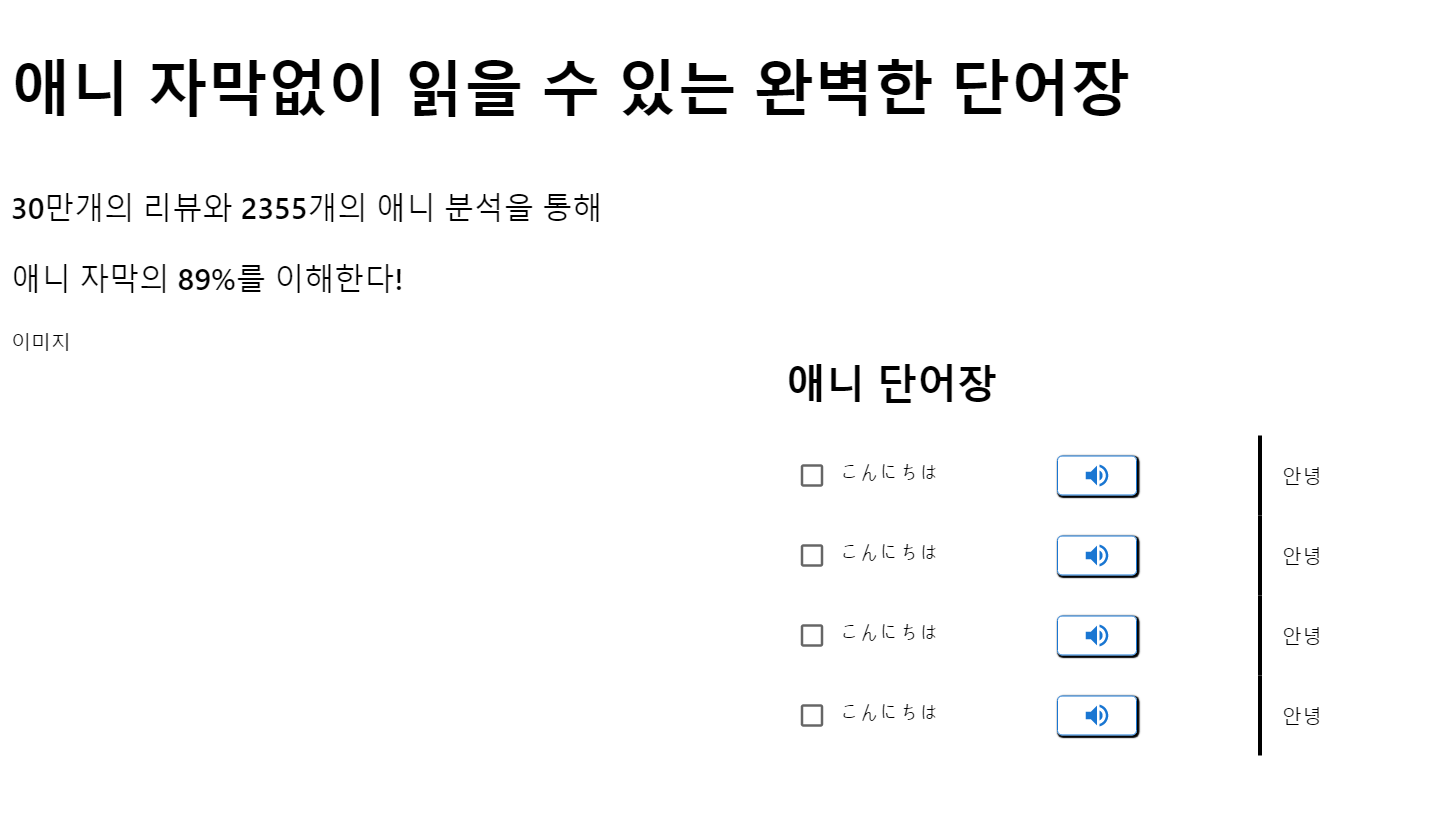 애니 자막없이 읽을 수 있는 완벽한 단어장
30만개의 리뷰와 2355개의 애니 분석을 통해
애니 자막의 89%를 이해한다!
이미지
애니 단어장
こんにちは 안녕
こんにちは 안녕
こんにちは 안녕
こんにちは 안녕